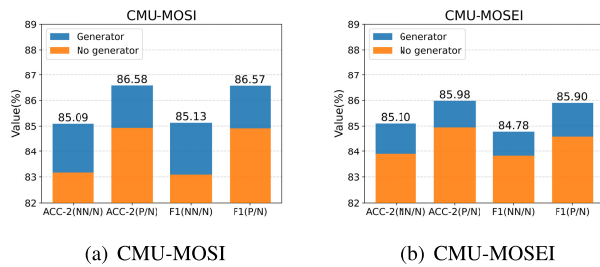 CMU-MOSI
Value(%)
89
88
87
86
85
84
83
82
Generator
No generator
85.09
86.58
85.13
86.57
ACC-2(NN/N) ACC-2(P/N) F1(NN/N) F1(P/N)
(a) CMU-MOSI
CMU-MOSEI
Value(%)
89
88
87
86
85
84
83
82
Generator
No generator
85.10
85.98
84.78
85.90
ACC-2(NN/N) ACC-2(P/N) F1(NN/N) F1(P/N)
(b) CMU-MOSEI